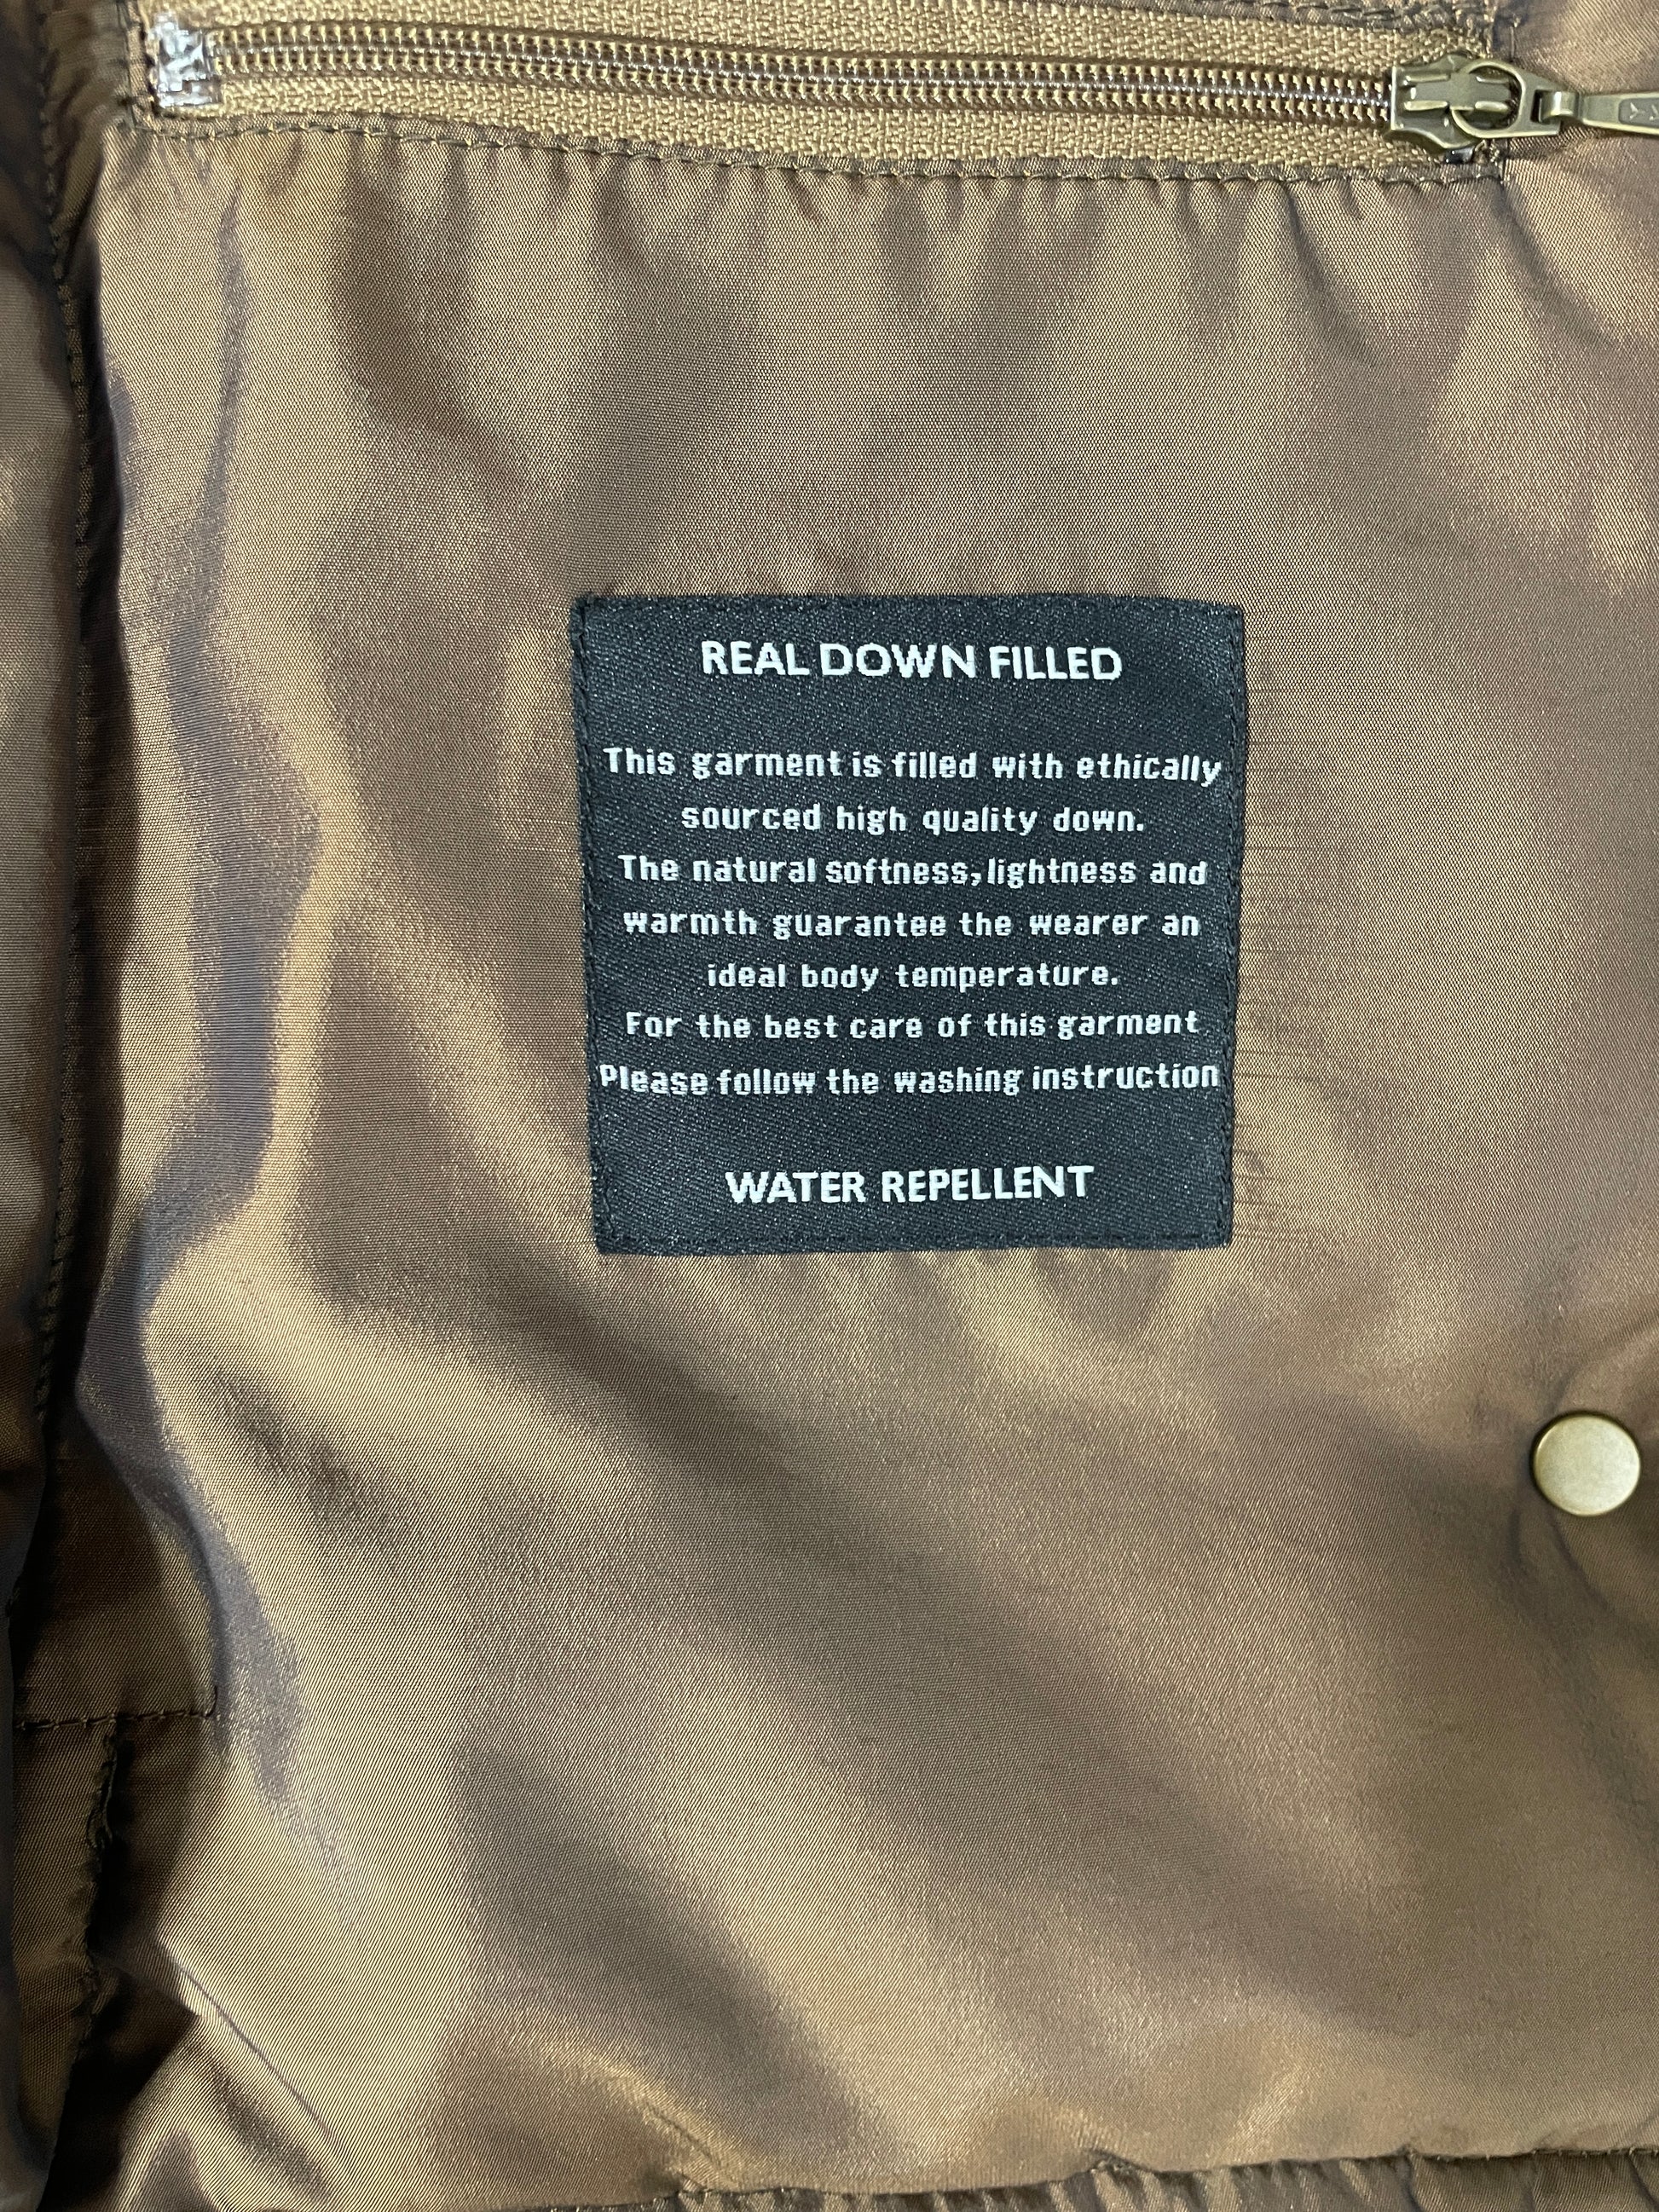 REAL DOWN FILLED
This garment is filled with ethically
sourced high quality down.
The natural softness, lightness and
warmth guarantee the wearer an
ideal body temperature.
For the best care of this garment
Please follow the washing instruction
WATER REPELLENT